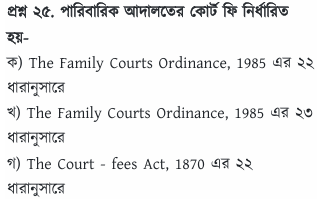 প্রশ্ন ২৫. পারিবারিক আদালতের কোর্ট ফি নির্ধারিত
হয়-
ক) The Family Courts Ordinance, 1985 এর ২২
ধারানুসারে
খ) The Family Courts Ordinance, 1985 এর ২৩
ধারানুসারে
গ) The Court - fees Act, 1870 এর ২২
ধারানুসারে